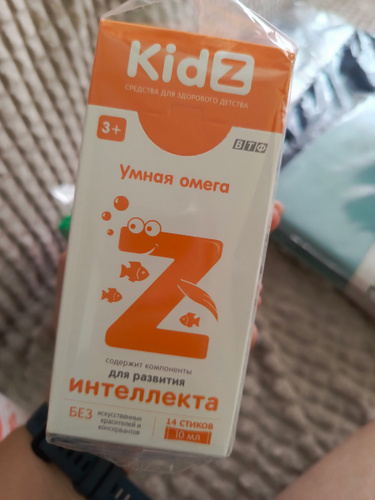 KidZ
СРЕДСТВА ДЛЯ ЗДОРОВОГО ДЕТСТВА
3+
ВТФ
Умная омега
Z
содержит компоненты
для развития
ИНТЕЛЛЕКТА
БЕЗ искусственных
красителей и
консервантов
14 СТИКОВ
10 мл